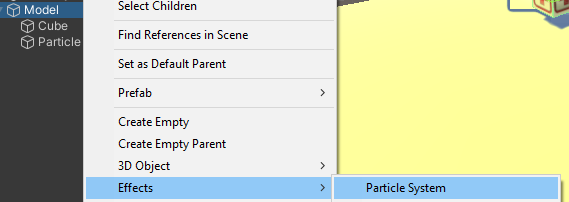 Model
Cube
Particle
Select Children
Find References in Scene
Set as Default Parent
Prefab
Create Empty
Create Empty Parent
3D Object
Effects
Particle System